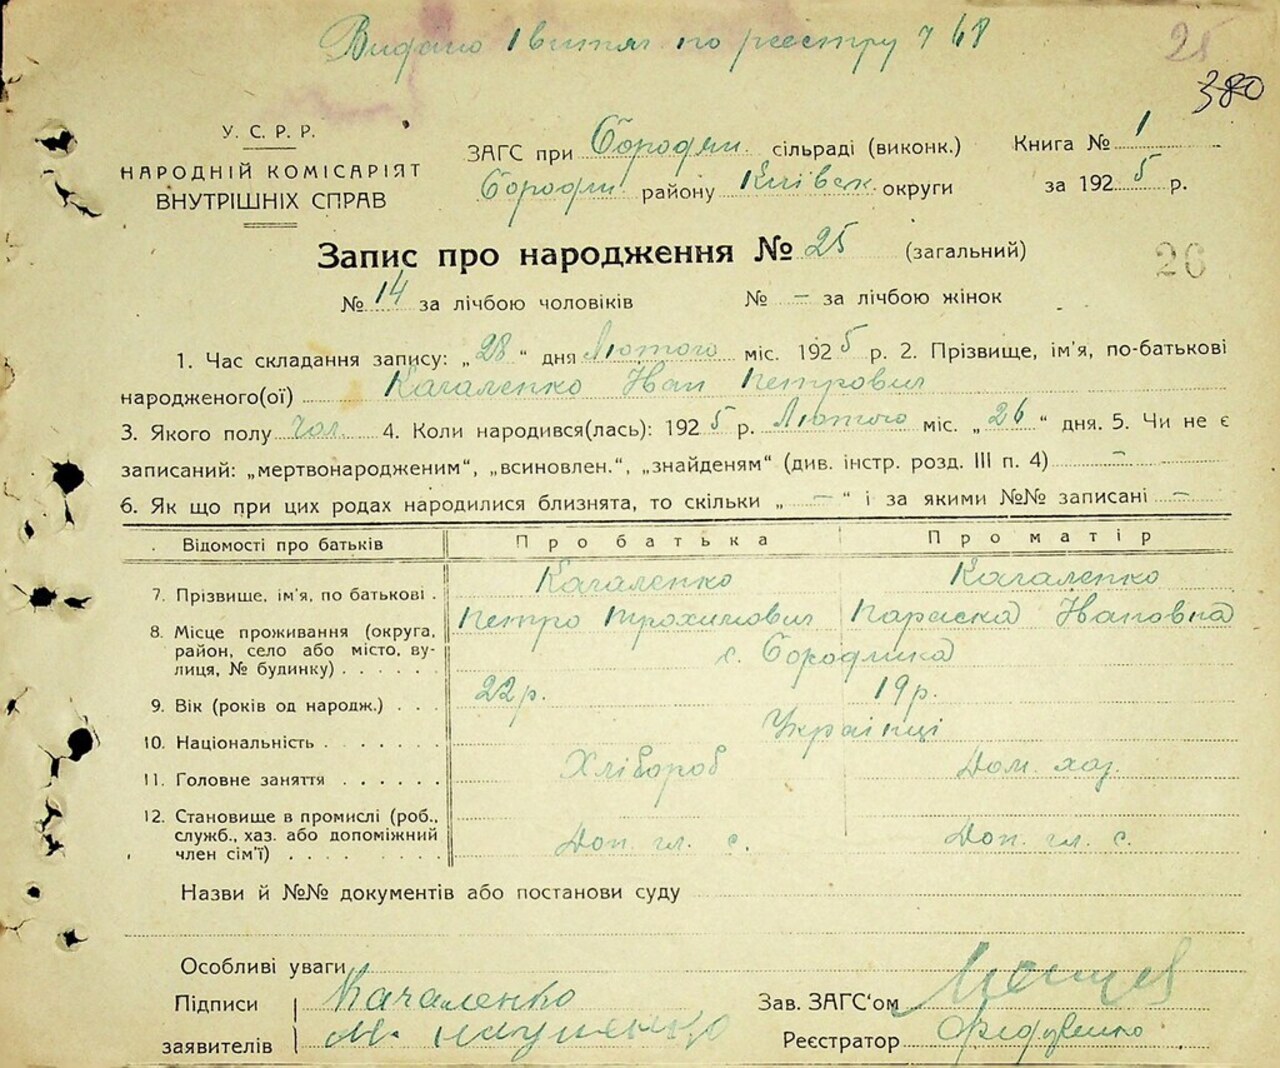 Видано 1 витяг по реєстру № 68
25
380
У. С. Р. Р.
НАРОДНІЙ КОМІСАРІЯТ
ВНУТРІШНІХ СПРАВ
ЗАГС при Бородян. сільраді (виконк.) Книга № 1
Бородян. району Київськ. округи за 1925 р.
Запис про народження № 25 (загальний)
26
№ 14 за лічбою чоловіків № — за лічбою жінок
1. Час складання запису: „28“ дня Лютого міс. 1925 р. 2. Прізвище, ім'я, по-батькові
народженого(ої) Качаленко Іван Петрович
3. Якого полу Чол. 4. Коли народився(лась): 1925 р. Лютого міс. „26“ дня. 5. Чи не є
записаний: „мертвонародженим“, „всиновлен.“, „знайденям“ (див. інстр. розд. III п. 4) —
6. Як що при цих родах народилися близнята, то скільки „—“ і за якими №№ записані —
Відомості про батьків Про батька Про матір
7. Прізвище, ім'я, по батькові . Качаленко Качаленко
Петро Трохимович Параска Івановна
8. Місце проживання (округа, район, село або місто, вулиця, № будинку) . . . . . с. Бородянка
9. Вік (років од народж.) . . . 22 р. 19 р.
10. Національність . . . . . . . Українці
11. Головне заняття . . . . . . Хлібороб Дом. хаз.
12. Становище в промислі (роб., служб., хаз. або допоміжний член сім'ї) . . . . . . . . Доп. чл. с. Доп. чл. с.
Назви й №№ документів або постанови суду
Особливі уваги
Підписи Качаленко Зав. ЗАГС'ом
заявителів Реєстратор